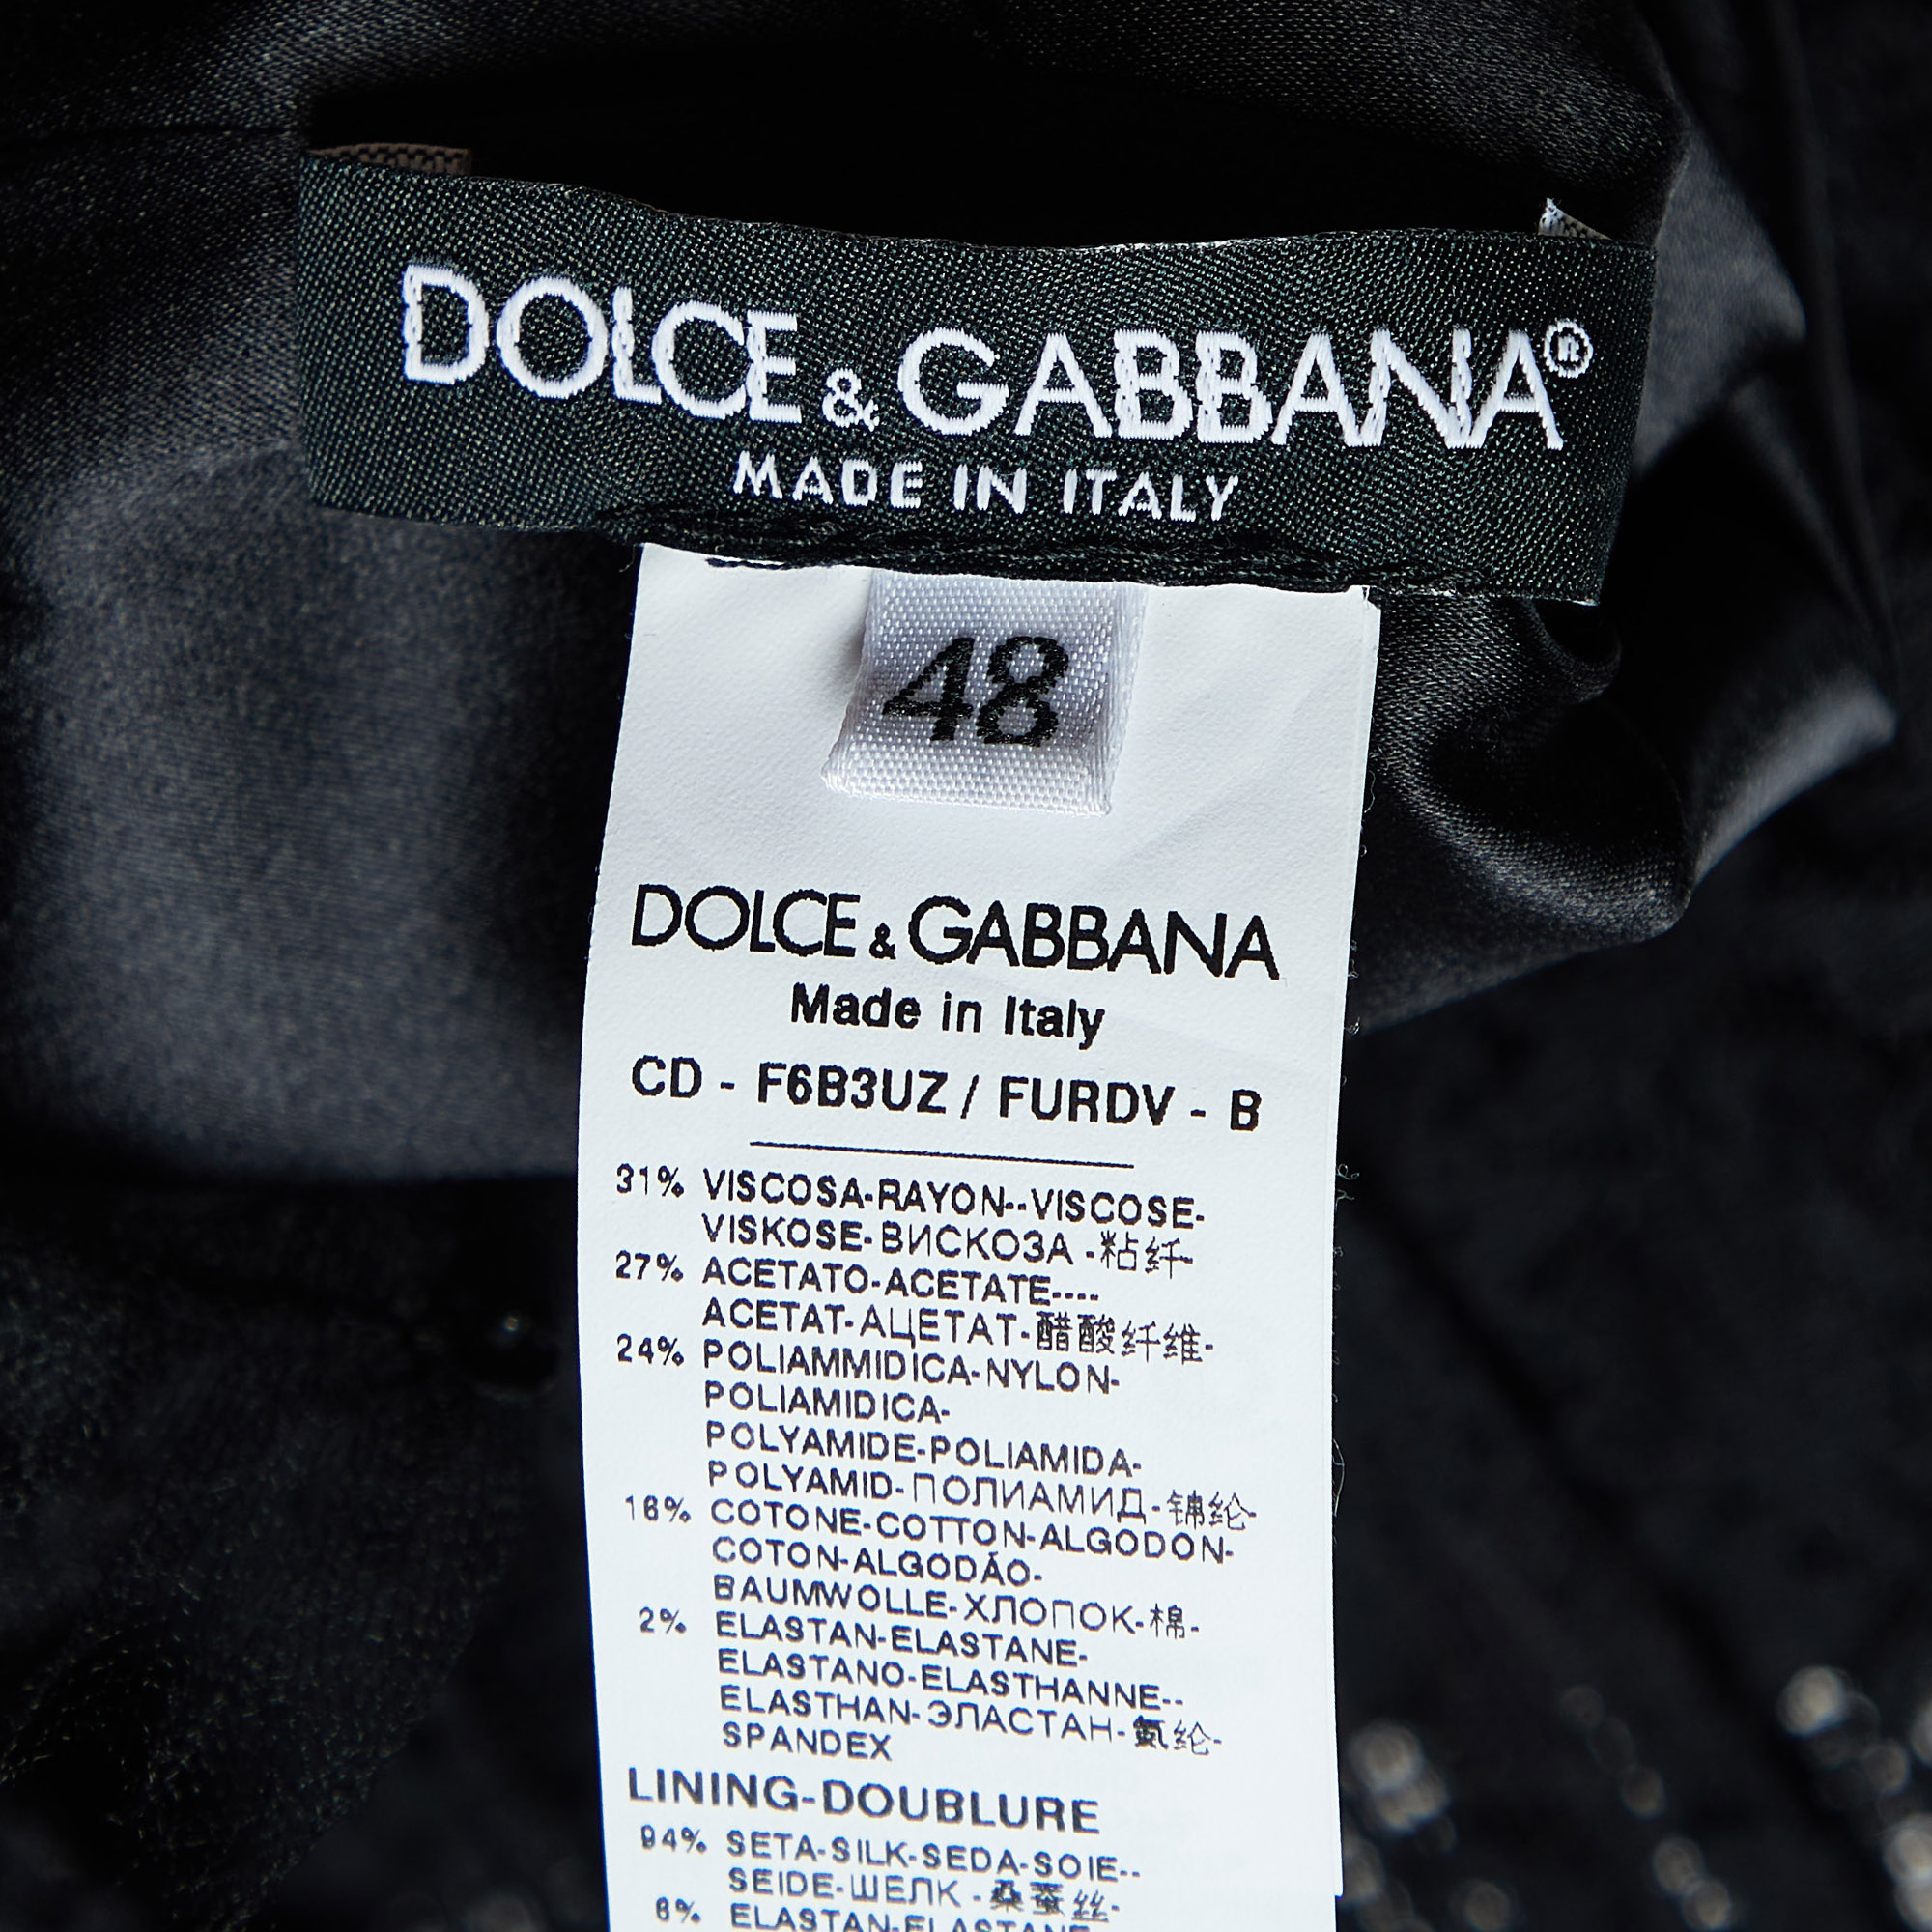 DOLCE & GABBANA®
MADE IN ITALY
48
DOLCE & GABBANA
Made in Italy
CD - F6B3UZ / FURDV - B
31% VISCOSA-RAYON--VISCOSE-
VISKOSE-ВИСКОЗА -粘纤-
27% ACETATO-ACETATE----
ACETAT-АЦЕТАТ-醋酸纤维-
24% POLIAMMIDICA-NYLON-
POLIAMIDICA-
POLYAMIDE-POLIAMIDA-
POLYAMID-ПОЛИАМИД-锦纶-
16% COTONE-COTTON-ALGODON-
COTON-ALGODÃO-
BAUMWOLLE-ХЛОПОК-棉-
2% ELASTAN-ELASTANE-
ELASTANO-ELASTHANNE--
ELASTHAN-ЭЛАСТАН-氨纶-
SPANDEX
LINING-DOUBLURE
94% SETA-SILK-SEDA-SOIE--
SEIDE-ШЕЛК -桑蚕丝-
6% ELASTAN-ELASTANE-